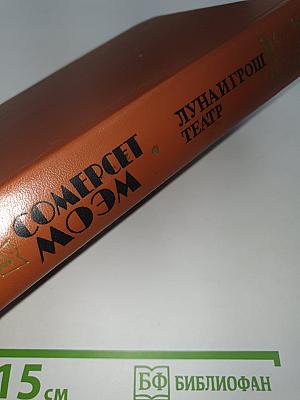 СОМЕРСЕТ
МОЭМ
ЛУНА И ГРОШ
ТЕАТР
15 см
БФ БИБЛИОФАН